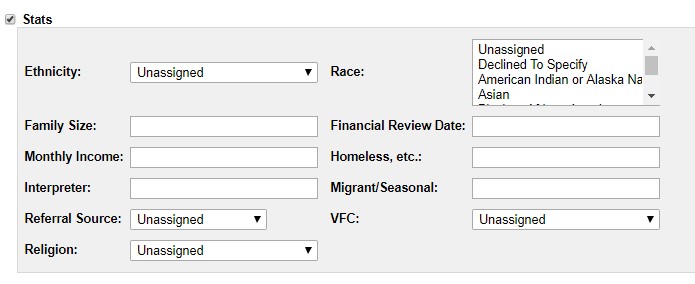 Stats
Ethnicity: Unassigned Race: Unassigned
Declined To Specify
American Indian or Alaska Na
Asian
Family Size: Financial Review Date:
Monthly Income: Homeless, etc.:
Interpreter: Migrant/Seasonal:
Referral Source: Unassigned VFC: Unassigned
Religion: Unassigned